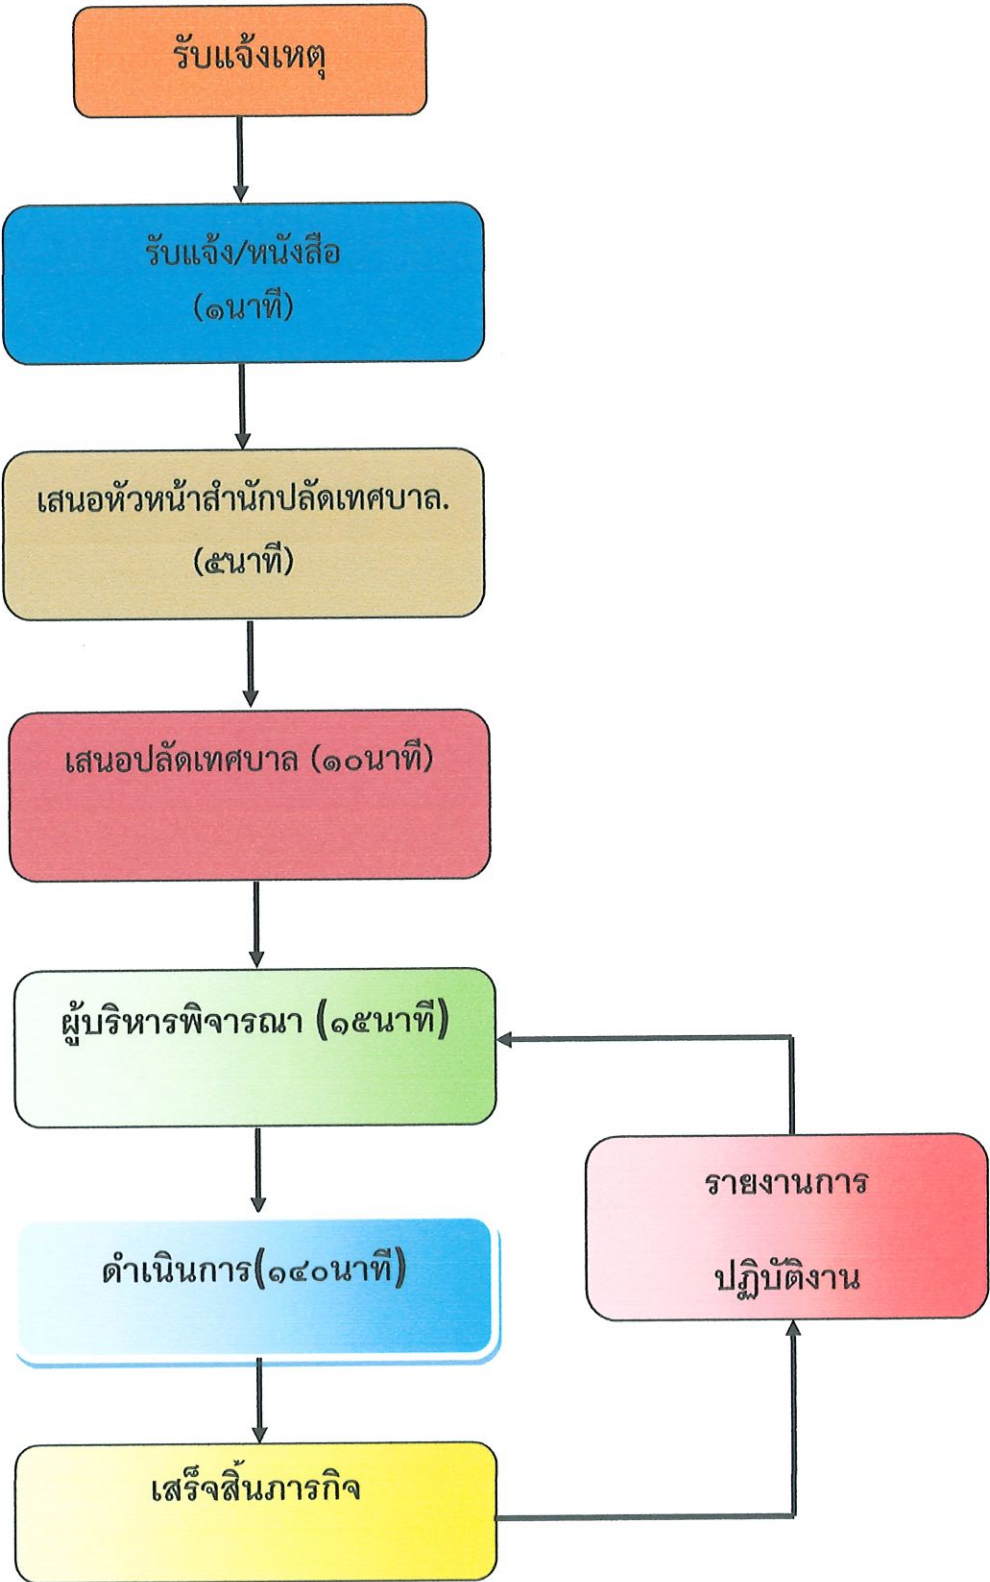 รับแจ้งเหตุ
รับแจ้ง/หนังสือ
(๑นาที)
เสนอหัวหน้าสำนักปลัดเทศบาล.
(๕นาที)
เสนอปลัดเทศบาล (๑๐นาที)
ผู้บริหารพิจารณา (๑๕นาที)
ดำเนินการ(๑๔๐นาที)
เสร็จสิ้นภารกิจ
รายงานการ
ปฏิบัติงาน